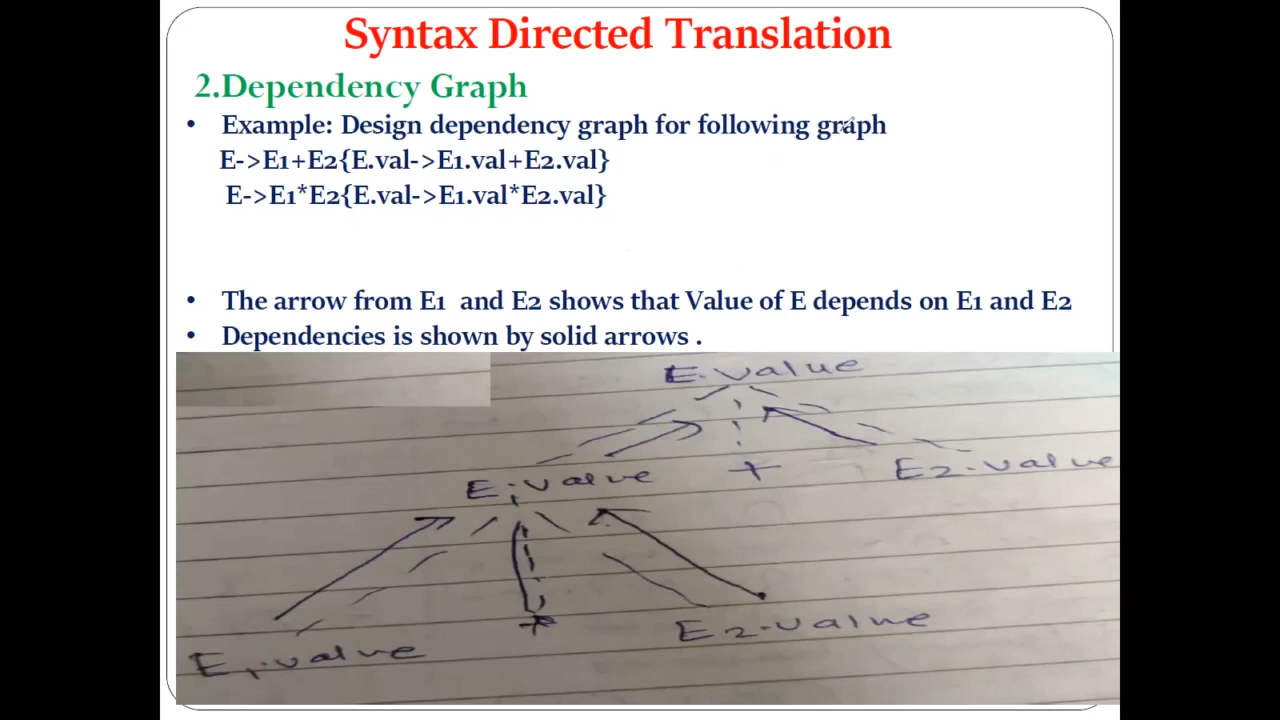 Syntax Directed Translation
2.Dependency Graph
• Example: Design dependency graph for following graph
E->E1+E2{E.val->E1.val+E2.val}
E->E1*E2{E.val->E1.val*E2.val}
• The arrow from E1 and E2 shows that Value of E depends on E1 and E2
• Dependencies is shown by solid arrows .
E.value
E1.value + E2.value
E1.value * E2.value